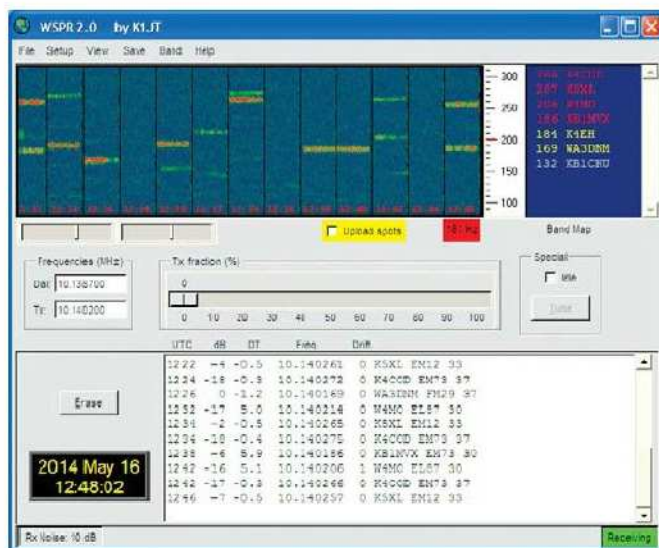 WSPR 2.0 by K1JT
File Setup View Save Band Help
300
250
200
150
100
K5XL
W4MO
186 KB1MVX
184 K4EH
169 WA3DNM
132 KB1CHU
Upload spots
Band Map
Frequencies (MHz)
Dial: 10.138700
Tx: 10.140200
Tx fraction (%)
0
0 10 20 30 40 50 60 70 80 90 100
Special
Idle
Tune
UTC dB DT Freq Drift
1222 -4 -0.5 10.140261 0 K5XL EM12 33
1224 -18 -0.3 10.140272 0 K4COD EM73 37
1226 0 -1.2 10.140169 0 WA3DNM FM29 37
1232 -17 5.0 10.140214 0 W4MO EL87 30
1234 -2 -0.5 10.140265 0 K5XL EM12 33
1234 -18 -0.4 10.140275 0 K4COD EM73 37
1238 -6 5.9 10.140186 0 KB1MVX EM73 30
1242 -16 5.1 10.140206 1 W4MO EL87 30
1242 -17 -0.3 10.140266 0 K4COD EM73 37
1246 -7 -0.5 10.140257 0 K5XL EM12 33
Erase
2014 May 16
12:48:02
Rx Noise: 10 dB
Receiving